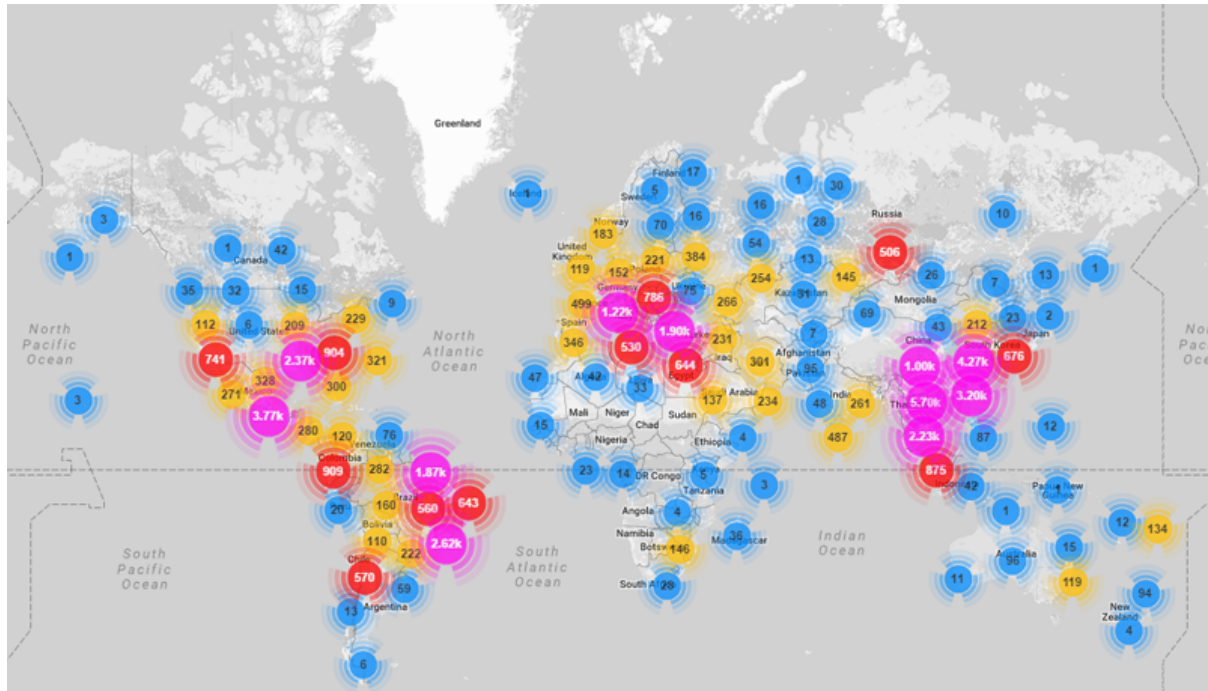 Greenland
1
Iceland
Finland
17
Sweden
5
1
30
16
Russia
10
3
Norway
183
70
16
28
1
1
42
Canada
United
Kingdom
119
152
221
Poland
384
54
13
506
254
145
26
7
13
1
35
32
15
9
Germany
499
1.22k
786
75
266
Kazakhstan
31
Mongolia
69
112
6
United States
209
229
North
Pacific
Ocean
North
Atlantic
Ocean
Spain
346
530
1.90k
231
7
Afghanistan
43
212
23
2
Japan
China
South Korea
741
2.37k
904
321
644
Iraq
Egypt
301
95
1.00k
4.27k
676
328
271
300
47
42
33
Saudi Arabia
137
234
48
India
261
5.70k
3.20k
3
3.77k
Mali
Niger
Chad
Sudan
15
Nigeria
Ethiopia
4
487
2.23k
87
12
280
120
76
Venezuela
Colombia
909
282
1.87k
23
14
DR Congo
5
Tanzania
3
875
Indonesia
42
Papua New
Guinea
1
20
160
Brazil
560
643
Angola
4
1
Bolivia
110
222
2.62k
Namibia
Botswana
146
36
Madagascar
Indian
Ocean
12
134
15
Australia
96
South
Pacific
Ocean
South
Atlantic
Ocean
570
59
Argentina
South Africa
28
11
119
94
13
New
Zealand
4
6